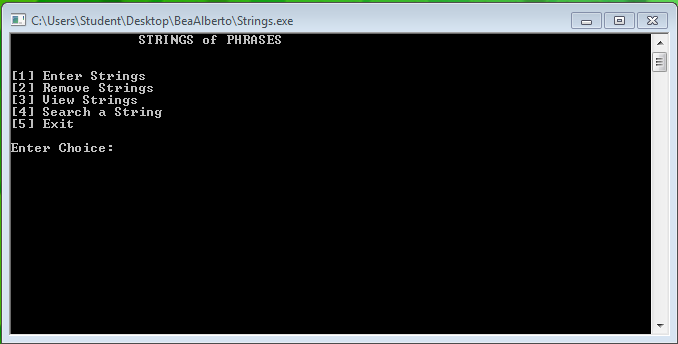 C:\Users\Student\Desktop\BeaAlberto\Strings.exe
STRINGS of PHRASES
[1] Enter Strings
[2] Remove Strings
[3] View Strings
[4] Search a String
[5] Exit
Enter Choice: